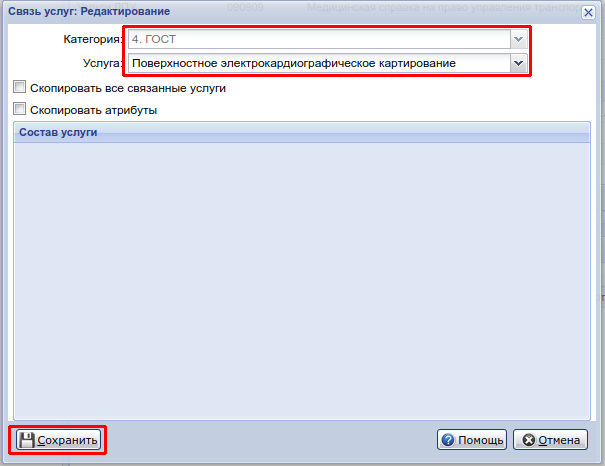 090909 Медицинская справка на право управления транспор
Связь услуг: Редактирование
Категория: 4. ГОСТ
Услуга: Поверхностное электрокардиографическое картирование
Скопировать все связанные услуги
Скопировать атрибуты
Состав услуги
Сохранить Помощь Отмена